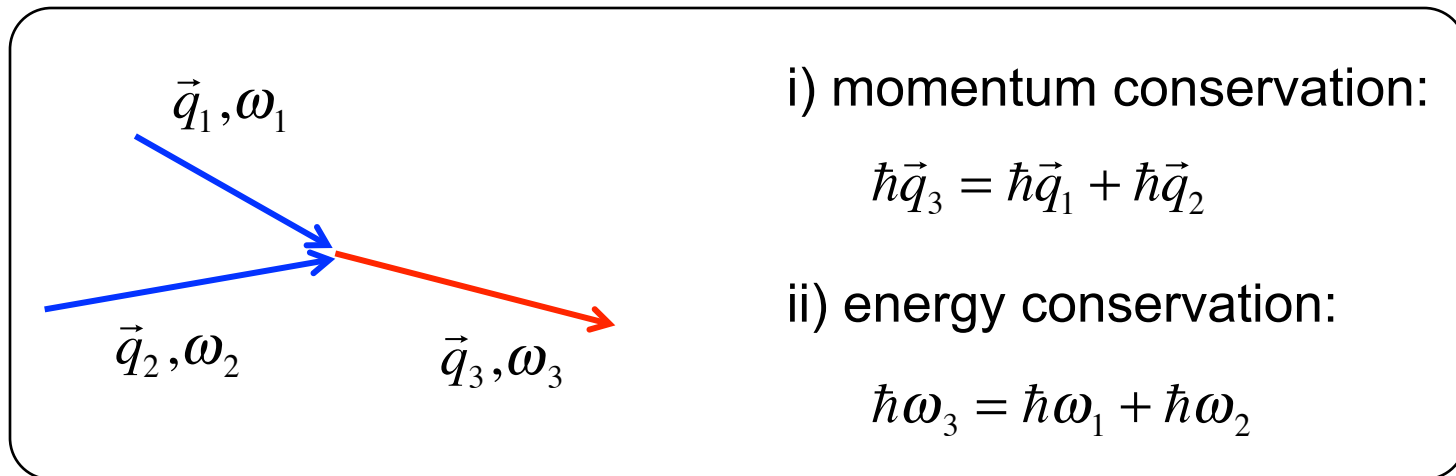 q⃗₁,ω₁
q⃗₂,ω₂
q⃗₃,ω₃
i) momentum conservation:
ħq⃗₃ = ħq⃗₁ + ħq⃗₂
ii) energy conservation:
ħω₃ = ħω₁ + ħω₂